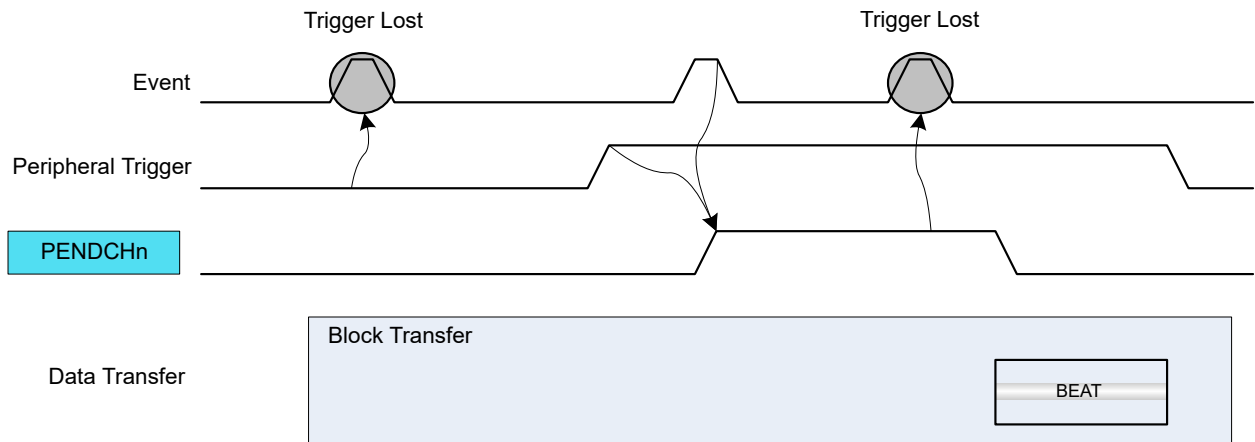 Trigger Lost
Trigger Lost
Event
Peripheral Trigger
PENDCHn
Block Transfer
Data Transfer
BEAT